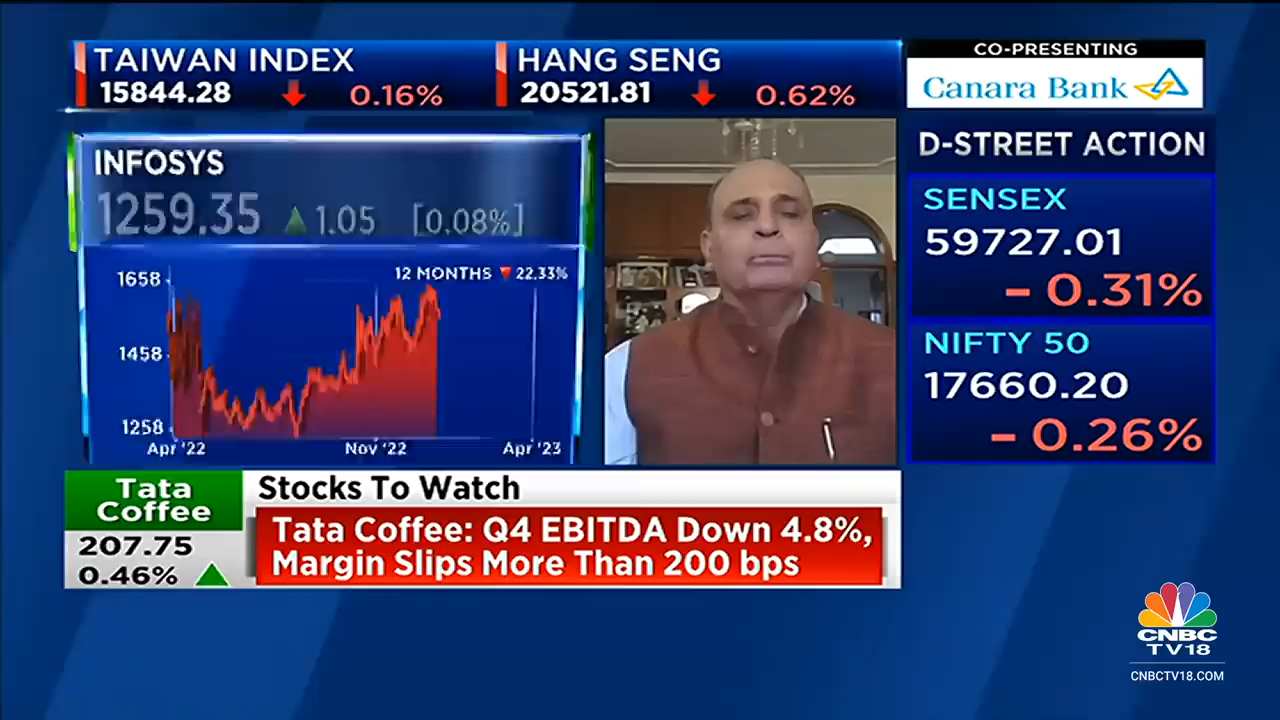 TAIWAN INDEX
15844.28 0.16%
HANG SENG
20521.81 0.62%
CO-PRESENTING
Canara Bank
INFOSYS
1259.35 ▲ 1.05 [0.08%]
12 MONTHS ▼ 22.33%
1658
1458
1258
Apr '22 Nov '22 Apr '23
D-STREET ACTION
SENSEX
59727.01
- 0.31%
NIFTY 50
17660.20
- 0.26%
Tata
Coffee
207.75
0.46% ▲
Stocks To Watch
Tata Coffee: Q4 EBITDA Down 4.8%,
Margin Slips More Than 200 bps
CNBC
TV18
CNBCTV18.COM